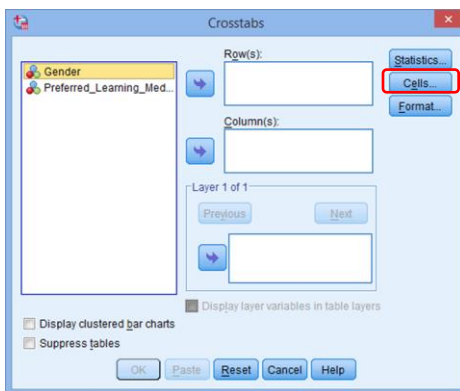 Crosstabs
Gender
Preferred_Learning_Med...
Row(s):
Column(s):
Layer 1 of 1
Previous
Next
Display layer variables in table layers
Statistics...
Cells...
Format...
Display clustered bar charts
Suppress tables
OK
Paste
Reset
Cancel
Help